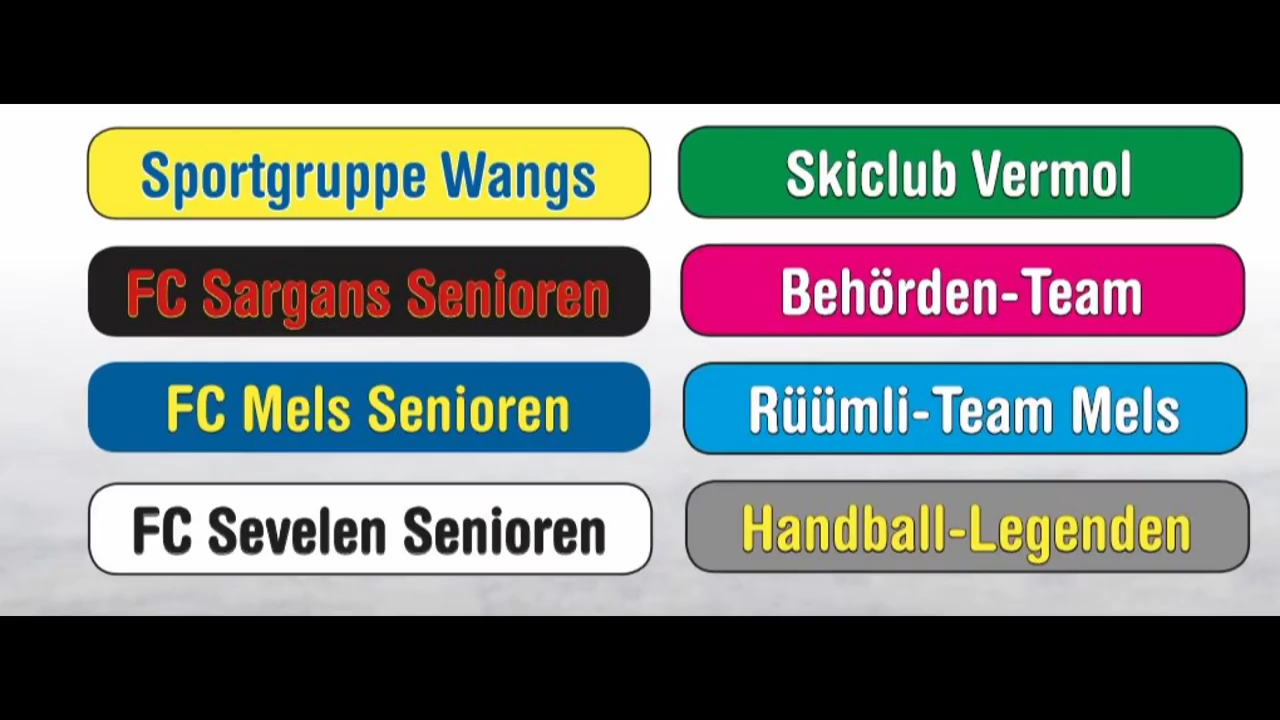 Sportgruppe Wangs
Skiclub Vermol
FC Sargans Senioren
Behörden-Team
FC Mels Senioren
Rüümli-Team Mels
FC Sevelen Senioren
Handball-Legenden